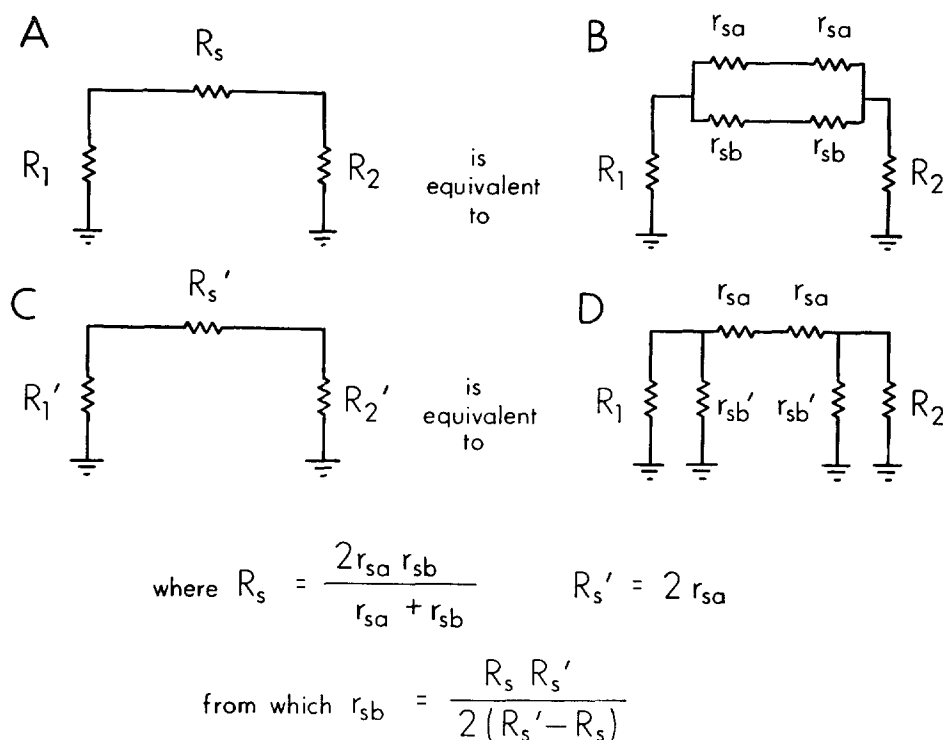 A
R_s
R_1
R_2
is
equivalent
to
B
r_sa r_sa
r_sb r_sb
R_1
R_2
C
R_s'
R_1'
R_2'
is
equivalent
to
D
r_sa r_sa
R_1 r_sb' r_sb' R_2
where R_s = 2r_sa r_sb / r_sa + r_sb R_s' = 2 r_sa
from which r_sb = R_s R_s' / 2 (R_s' – R_s)